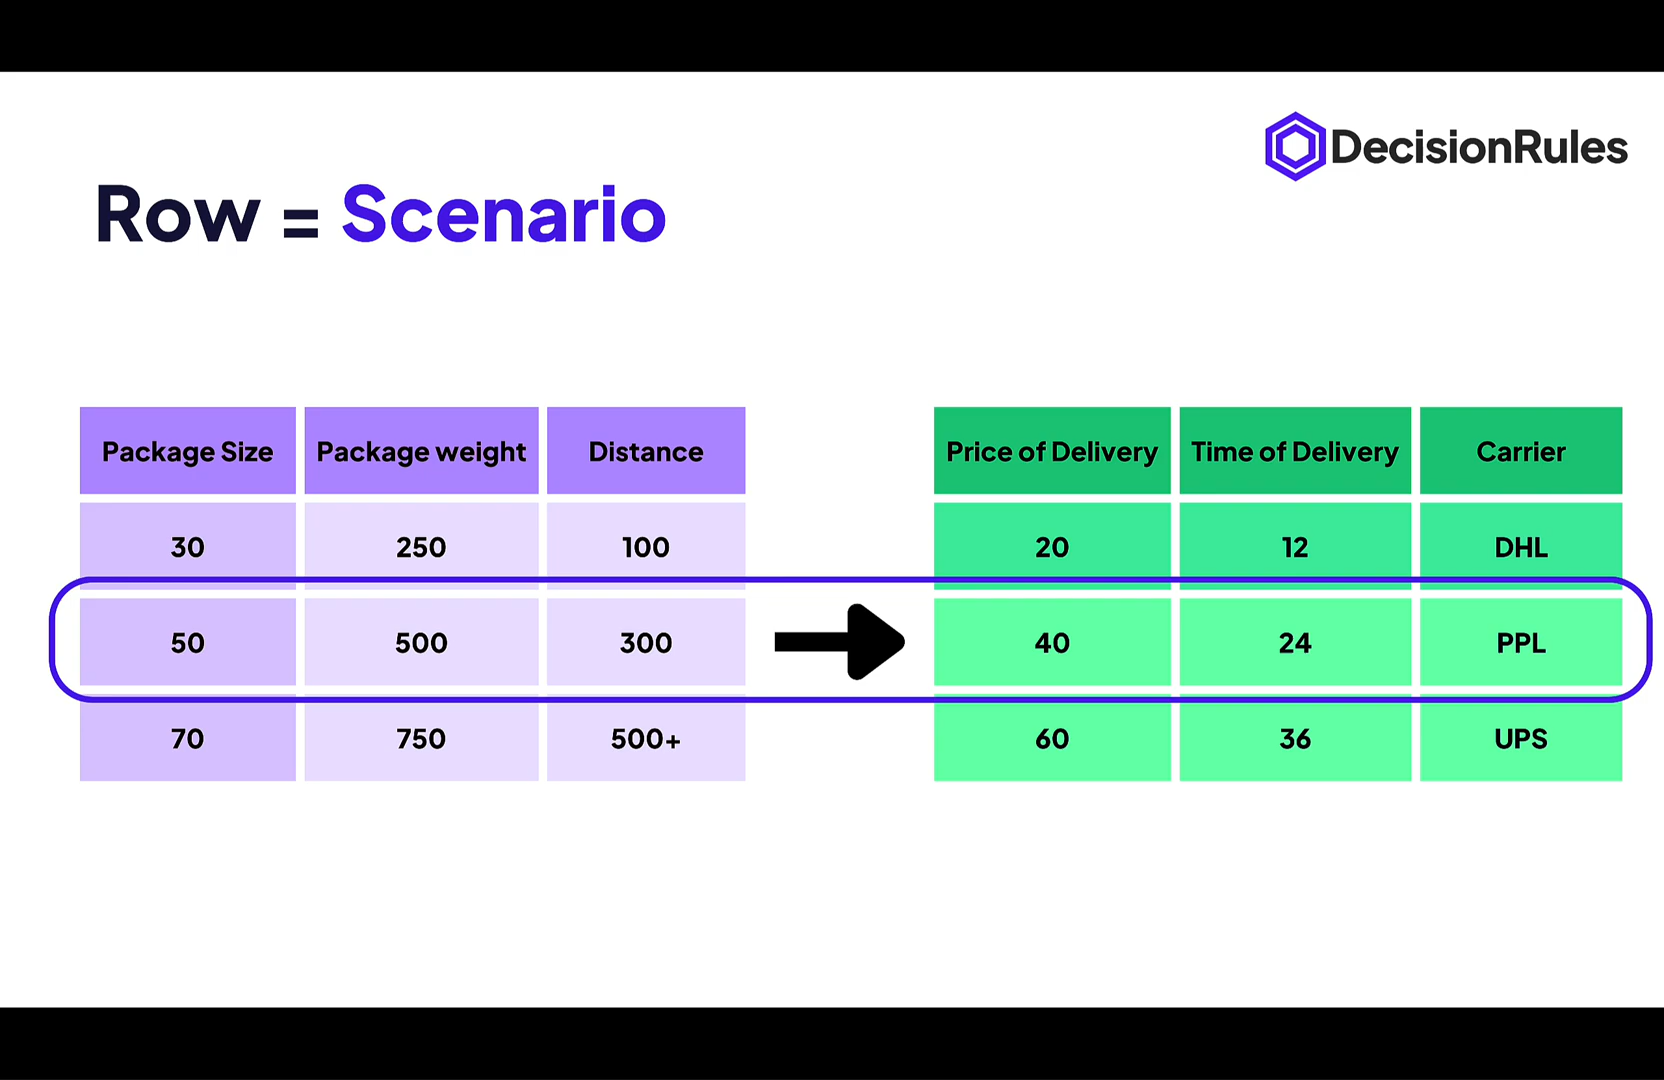 DecisionRules
Row = Scenario
Package Size Package weight Distance Price of Delivery Time of Delivery Carrier
30 250 100 20 12 DHL
50 500 300 40 24 PPL
70 750 500+ 60 36 UPS